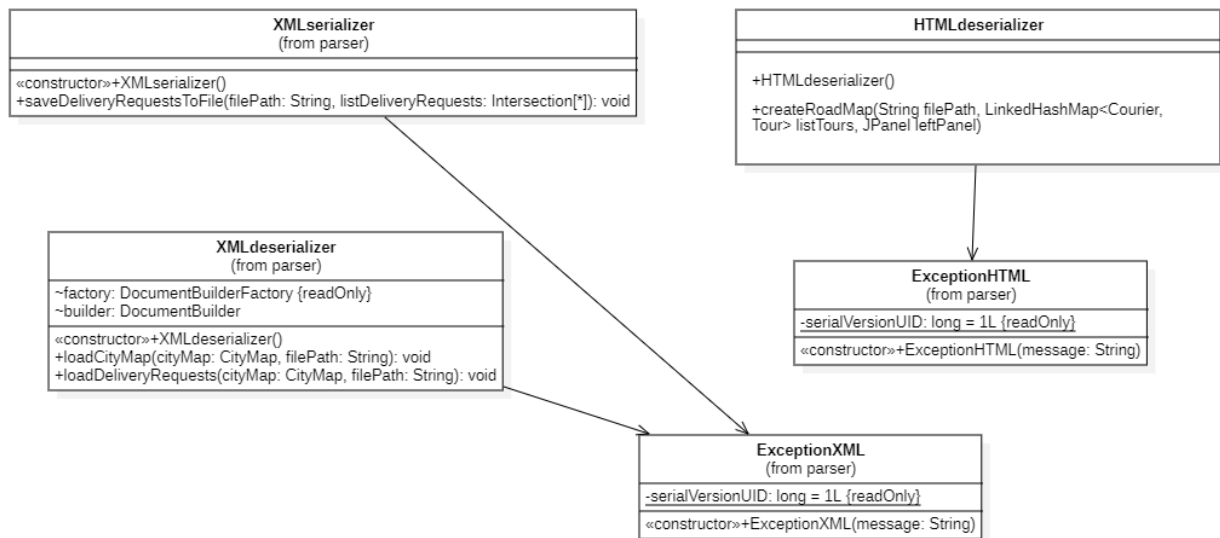 XMLserializer
(from parser)
«constructor»+XMLserializer()
+saveDeliveryRequestsToFile(filePath: String, listDeliveryRequests: Intersection[*]): void
HTMLdeserializer
+HTMLdeserializer()
+createRoadMap(String filePath, LinkedHashMap<Courier,
Tour> listTours, JPanel leftPanel)
XMLdeserializer
(from parser)
~factory: DocumentBuilderFactory {readOnly}
~builder: DocumentBuilder
«constructor»+XMLdeserializer()
+loadCityMap(cityMap: CityMap, filePath: String): void
+loadDeliveryRequests(cityMap: CityMap, filePath: String): void
ExceptionHTML
(from parser)
-serialVersionUID: long = 1L {readOnly}
«constructor»+ExceptionHTML(message: String)
ExceptionXML
(from parser)
-serialVersionUID: long = 1L {readOnly}
«constructor»+ExceptionXML(message: String)